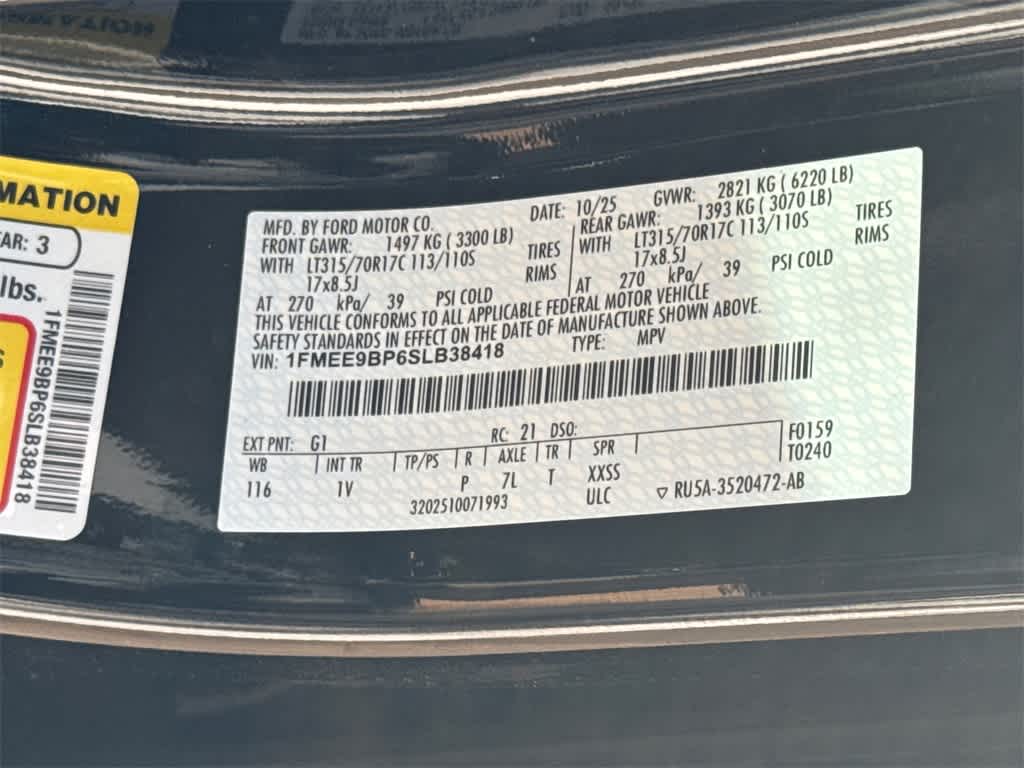 MATION
AR: 3
lbs.
1FMEE9BP6SLB38418
MFD. BY FORD MOTOR CO.
DATE: 10/25
GVWR: 2821 KG ( 6220 LB)
FRONT GAWR: 1497 KG ( 3300 LB)
REAR GAWR: 1393 KG ( 3070 LB)
WITH LT315/70R17C 113/110S TIRES
WITH LT315/70R17C 113/110S TIRES
17x8.5J RIMS
17x8.5J RIMS
AT 270 kPa/ 39 PSI COLD
AT 270 kPa/ 39 PSI COLD
THIS VEHICLE CONFORMS TO ALL APPLICABLE FEDERAL MOTOR VEHICLE
SAFETY STANDARDS IN EFFECT ON THE DATE OF MANUFACTURE SHOWN ABOVE.
VIN: 1FMEE9BP6SLB38418
TYPE: MPV
EXT PNT: G1
RC: 21 DSO:
F0159
WB INT TR TP/PS R AXLE TR SPR
T0240
116 1V P 7L T XXSS
3202510071993
ULC
RU5A-3520472-AB